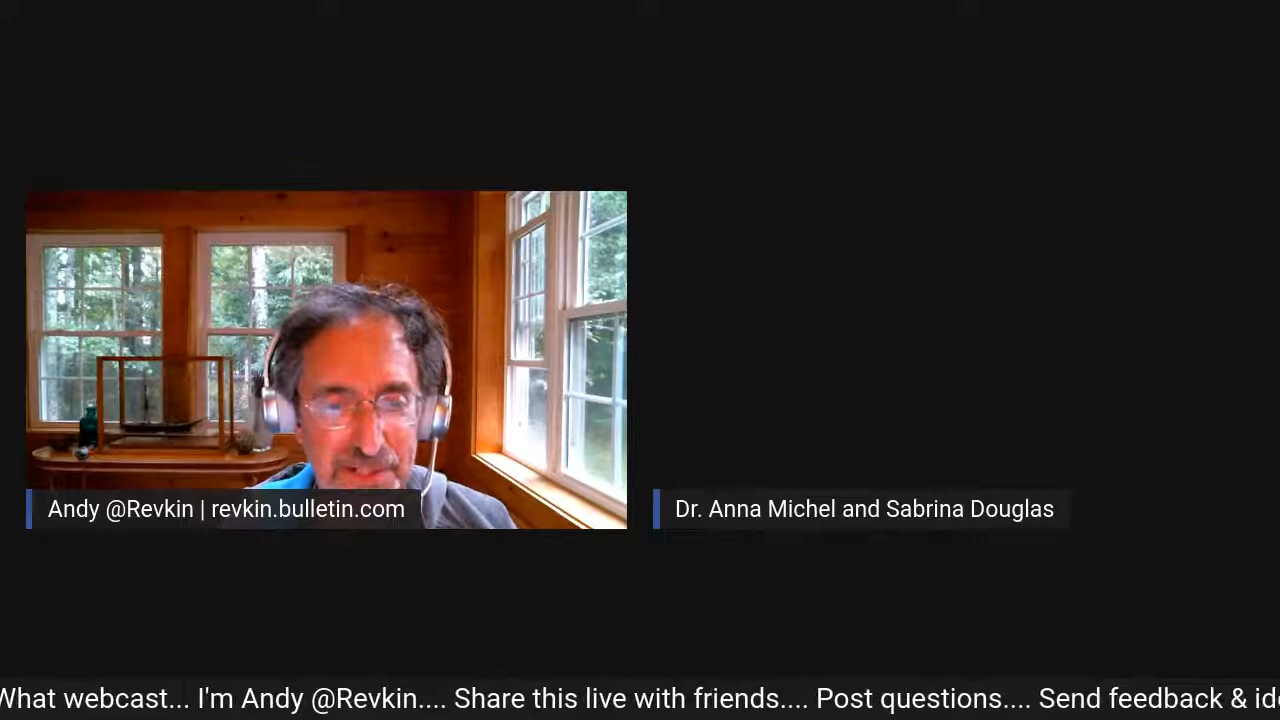 Andy @Revkin | revkin.bulletin.com
Dr. Anna Michel and Sabrina Douglas
What webcast... I'm Andy @Revkin.... Share this live with friends.... Post questions.... Send feedback &